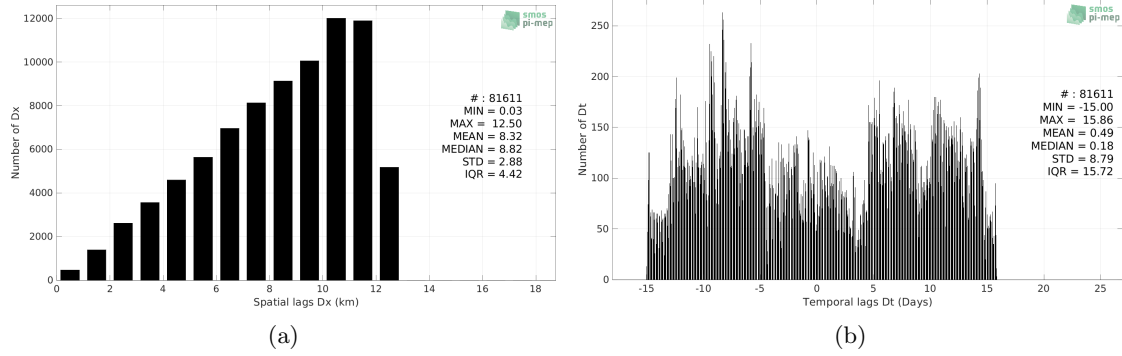 12000
10000
8000
6000
4000
2000
0
Number of Dx
0 2 4 6 8 10 12 14 16 18
Spatial lags Dx (km)
smos
pi-mep
# : 81611
MIN = 0.03
MAX = 12.50
MEAN = 8.32
MEDIAN = 8.82
STD = 2.88
IQR = 4.42
(a)
250
200
150
100
50
0
Number of Dt
-15 -10 -5 0 5 10 15 20 25
Temporal lags Dt (Days)
smos
pi-mep
# : 81611
MIN = -15.00
MAX = 15.86
MEAN = 0.49
MEDIAN = 0.18
STD = 8.79
IQR = 15.72
(b)